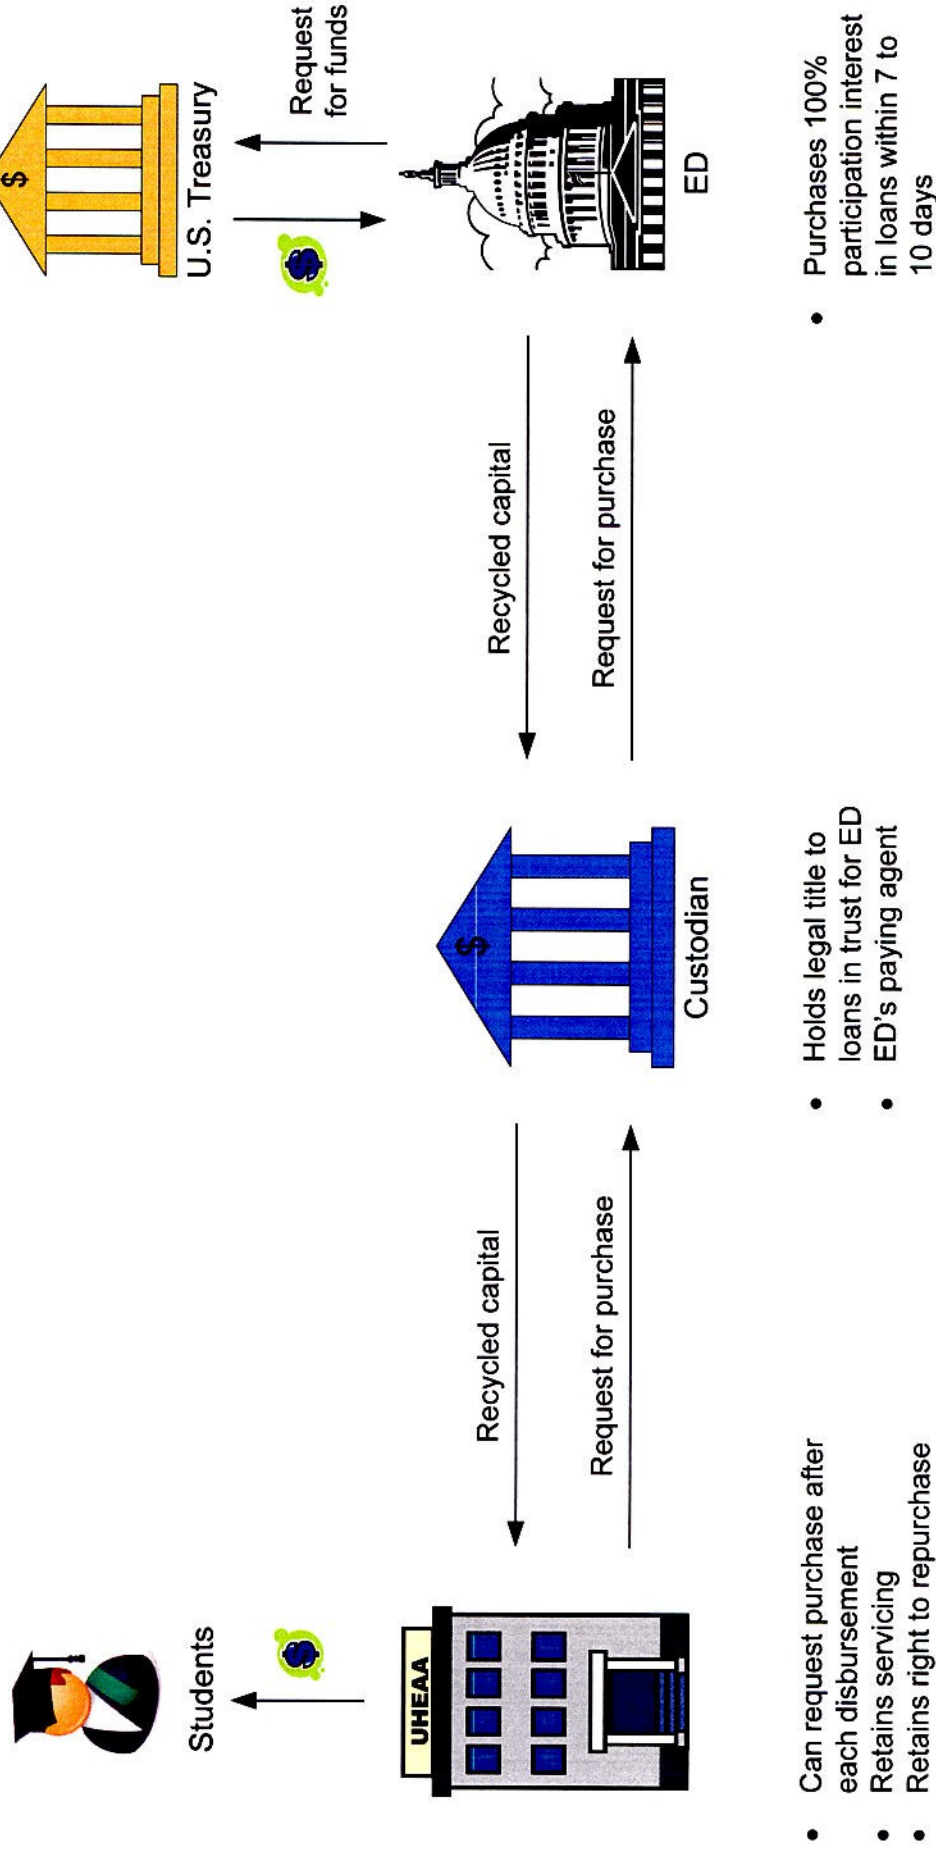 $
Students
$
UHEAA
• Can request purchase after
each disbursement
• Retains servicing
• Retains right to repurchase
Recycled capital
Request for purchase
$
Custodian
• Holds legal title to
loans in trust for ED
• ED's paying agent
Recycled capital
Request for purchase
U.S. Treasury
$
Request
for funds
ED
• Purchases 100%
participation interest
in loans within 7 to
10 days